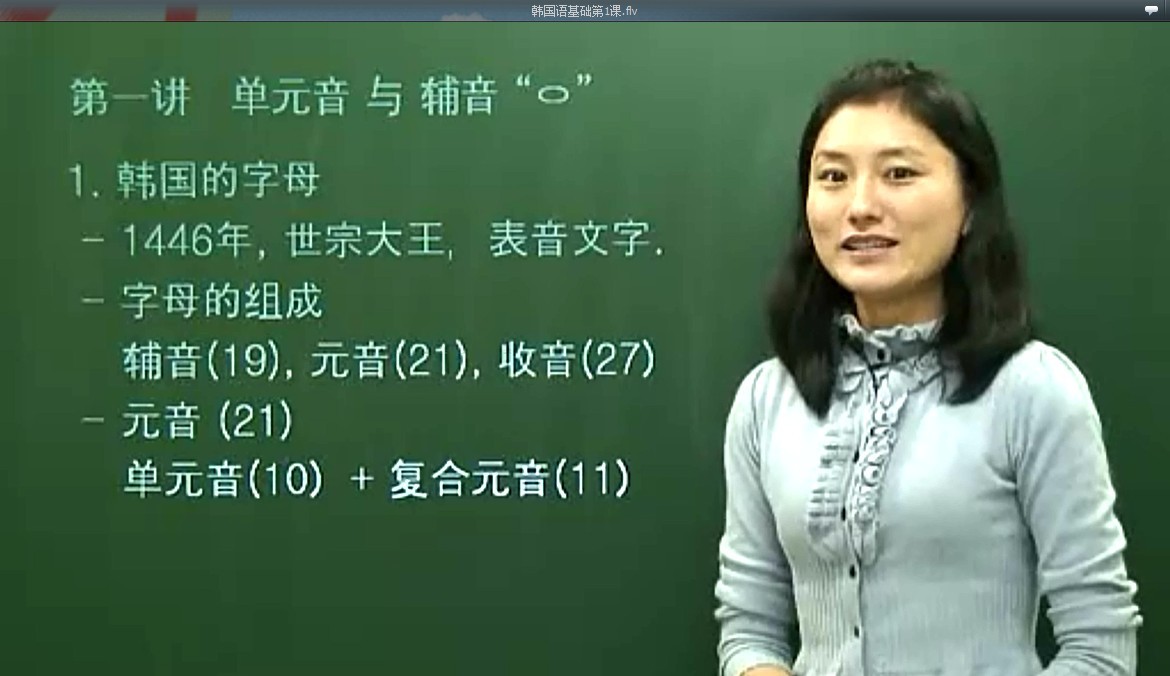 韩国语基础第1课.flv
第一讲 单元音 与 辅音 “ㅇ”
1. 韩国的字母
– 1446年, 世宗大王, 表音文字.
– 字母的组成
辅音(19), 元音(21), 收音(27)
– 元音 (21)
单元音(10) + 复合元音(11)